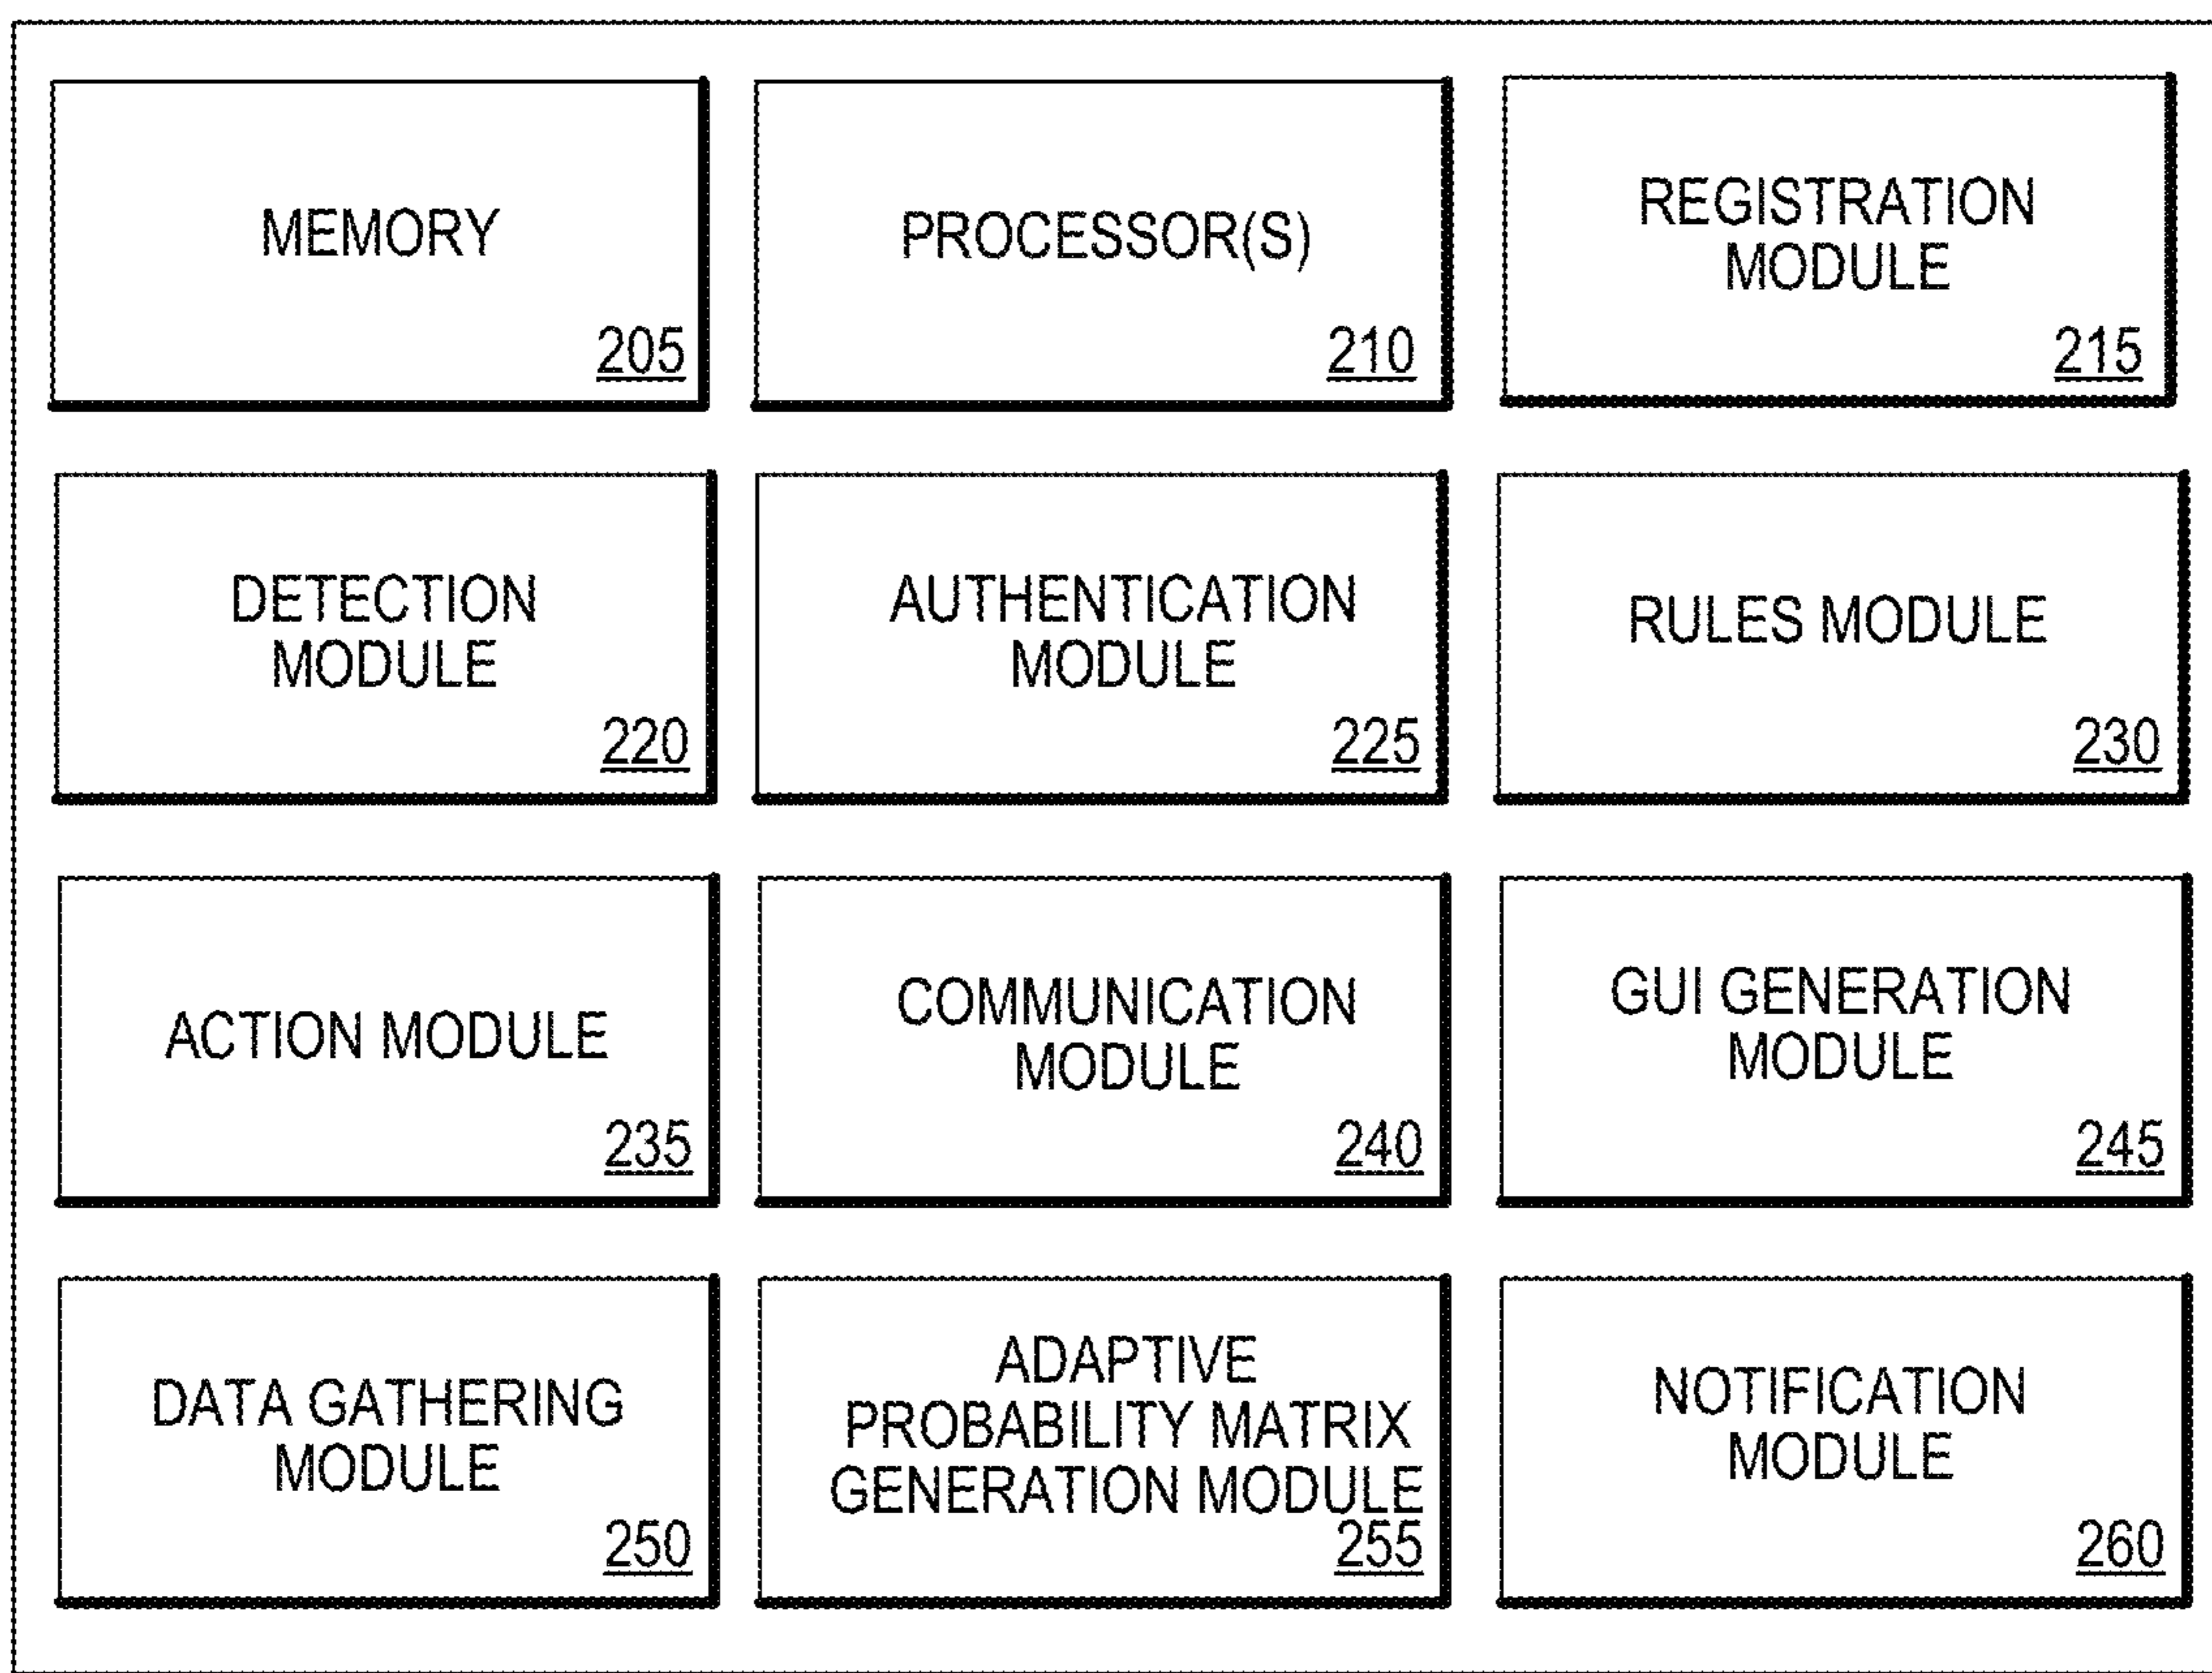 MEMORY
205
PROCESSOR(S)
210
REGISTRATION
MODULE
215
DETECTION
MODULE
220
AUTHENTICATION
MODULE
225
RULES MODULE
230
ACTION MODULE
235
COMMUNICATION
MODULE
240
GUI GENERATION
MODULE
245
DATA GATHERING
MODULE
250
ADAPTIVE
PROBABILITY MATRIX
GENERATION MODULE
255
NOTIFICATION
MODULE
260